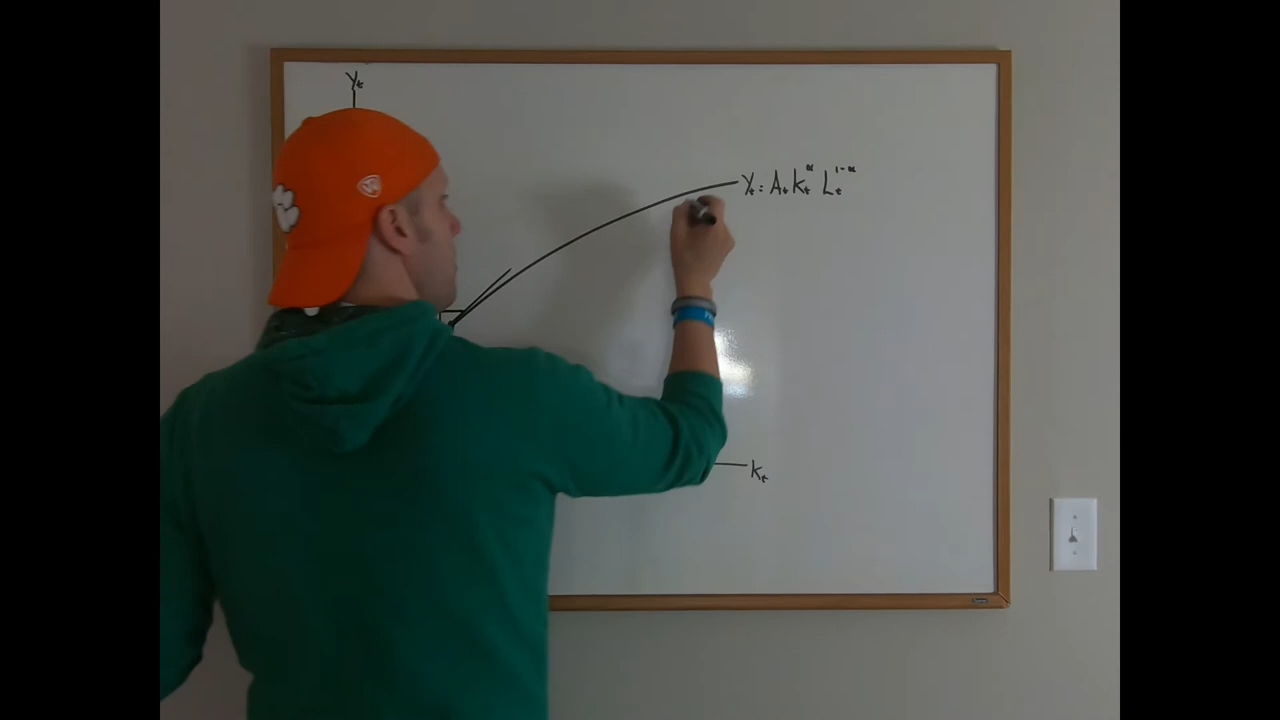 Yt
Yt = At Kt^α Lt^1-α
Kt